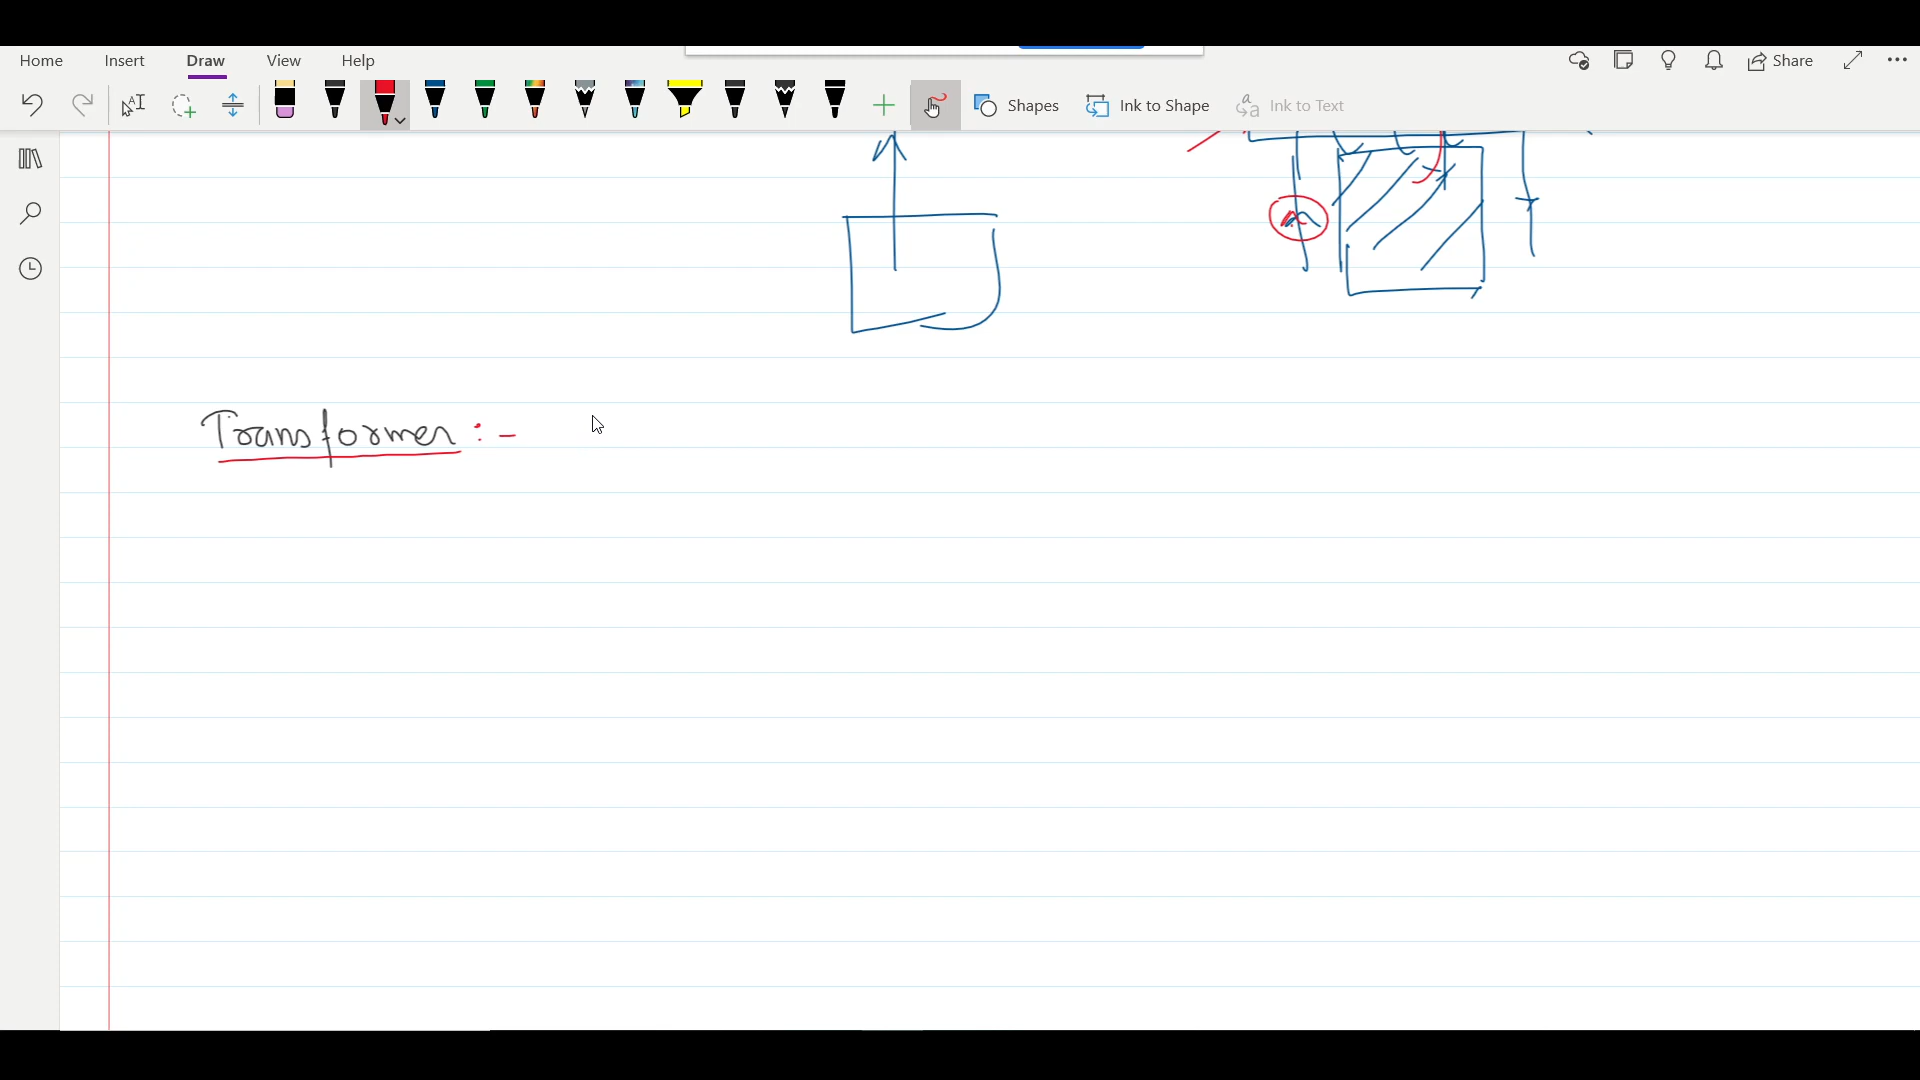 Home Insert Draw View Help Share
Shapes Ink to Shape Ink to Text
Transformer :-